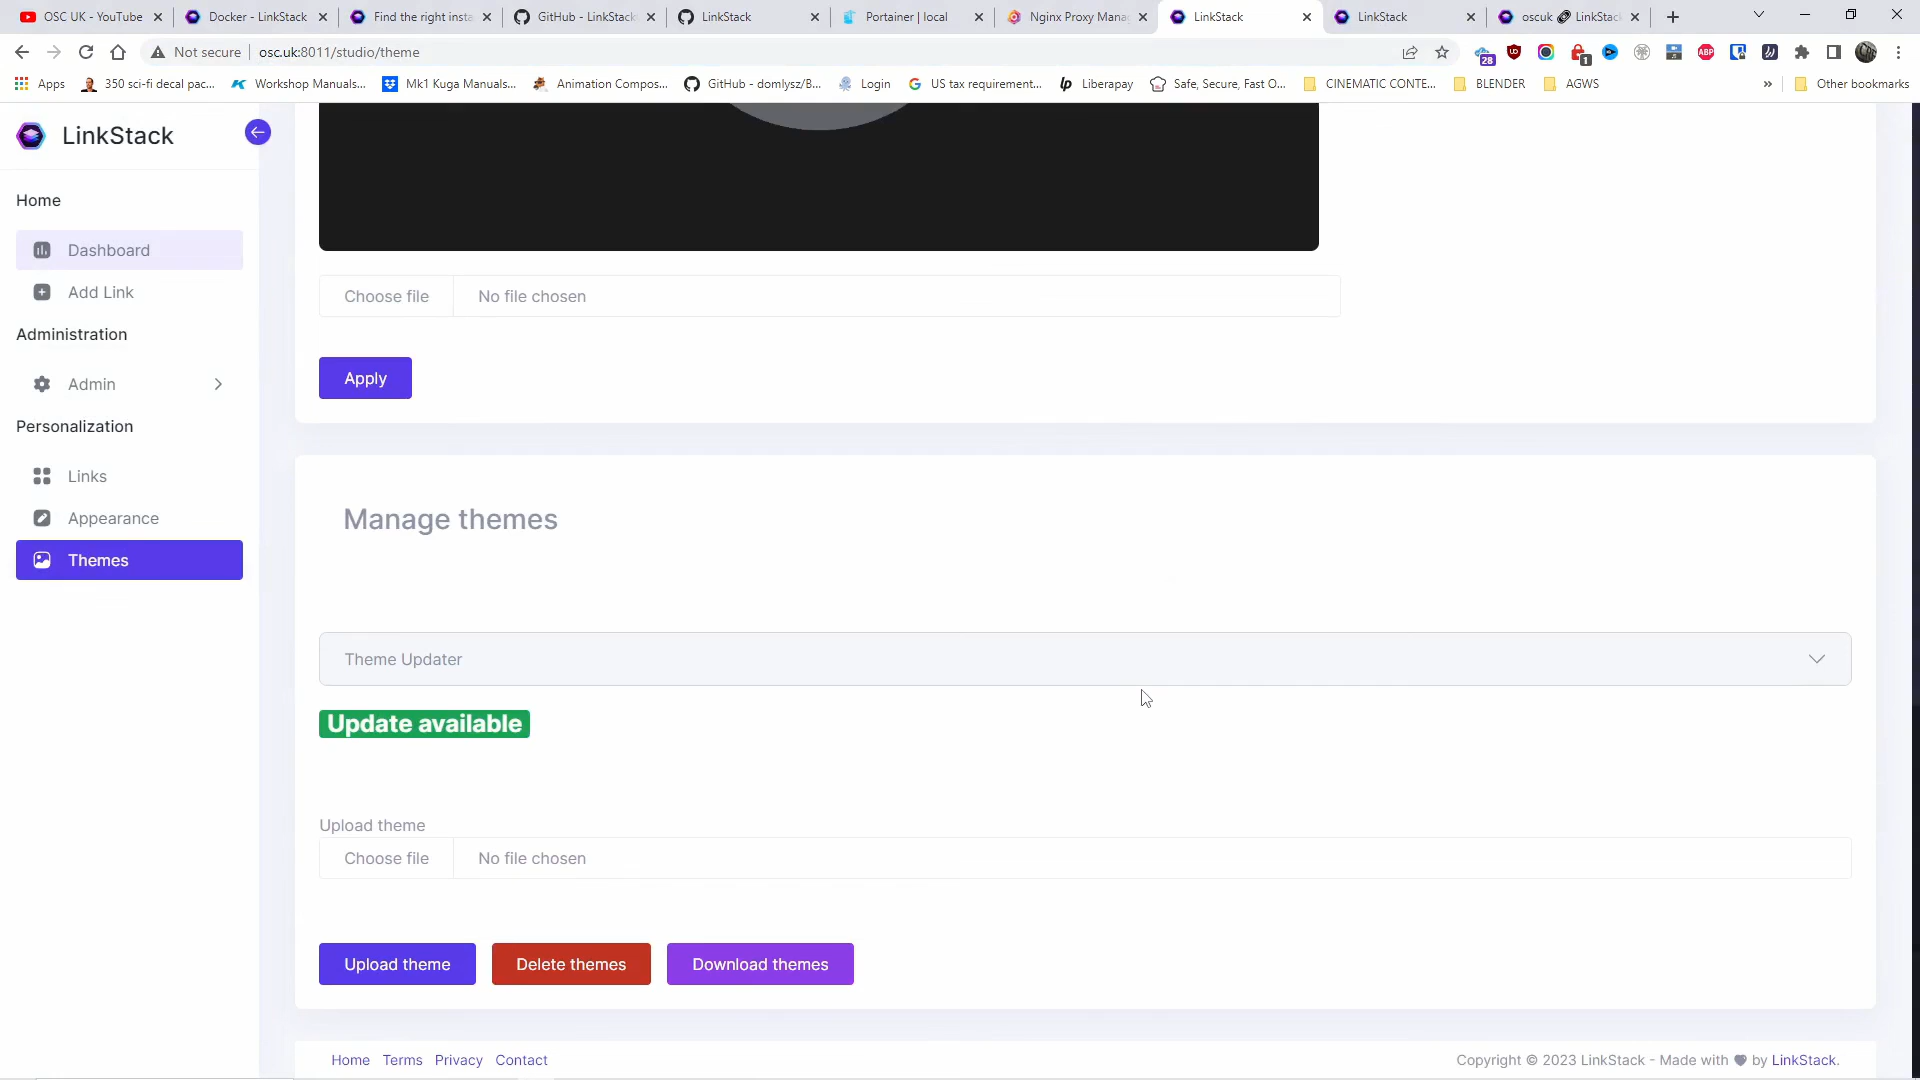 OSC UK - YouTube
Docker - LinkStack
Find the right insta
GitHub - LinkStack
LinkStack
Portainer | local
Nginx Proxy Mana
LinkStack
LinkStack
oscuk 🔗 LinkStac
Not secure
osc.uk:8011/studio/theme
28
1
ABP
Apps
350 sci-fi decal pac...
Workshop Manuals...
Mk1 Kuga Manuals...
Animation Compos...
GitHub - domlysz/B...
Login
US tax requirement...
Liberapay
Safe, Secure, Fast O...
CINEMATIC CONTE...
BLENDER
AGWS
»
Other bookmarks
LinkStack
Home
Dashboard
Add Link
Administration
Admin
Personalization
Links
Appearance
Themes
Choose file No file chosen
Apply
Manage themes
Theme Updater
Update available
Upload theme
Choose file No file chosen
Upload theme
Delete themes
Download themes
Home Terms Privacy Contact
Copyright © 2023 LinkStack - Made with ♥ by LinkStack.